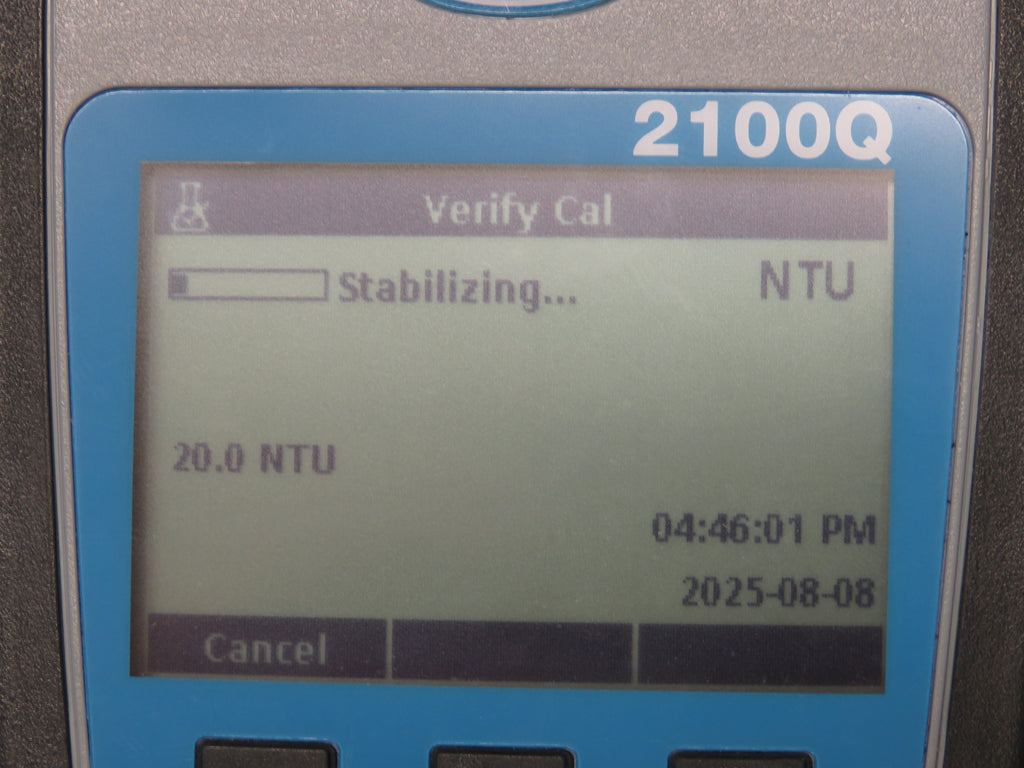 2100Q
Verify Cal
Stabilizing... NTU
20.0 NTU
04:46:01 PM
2025-08-08
Cancel